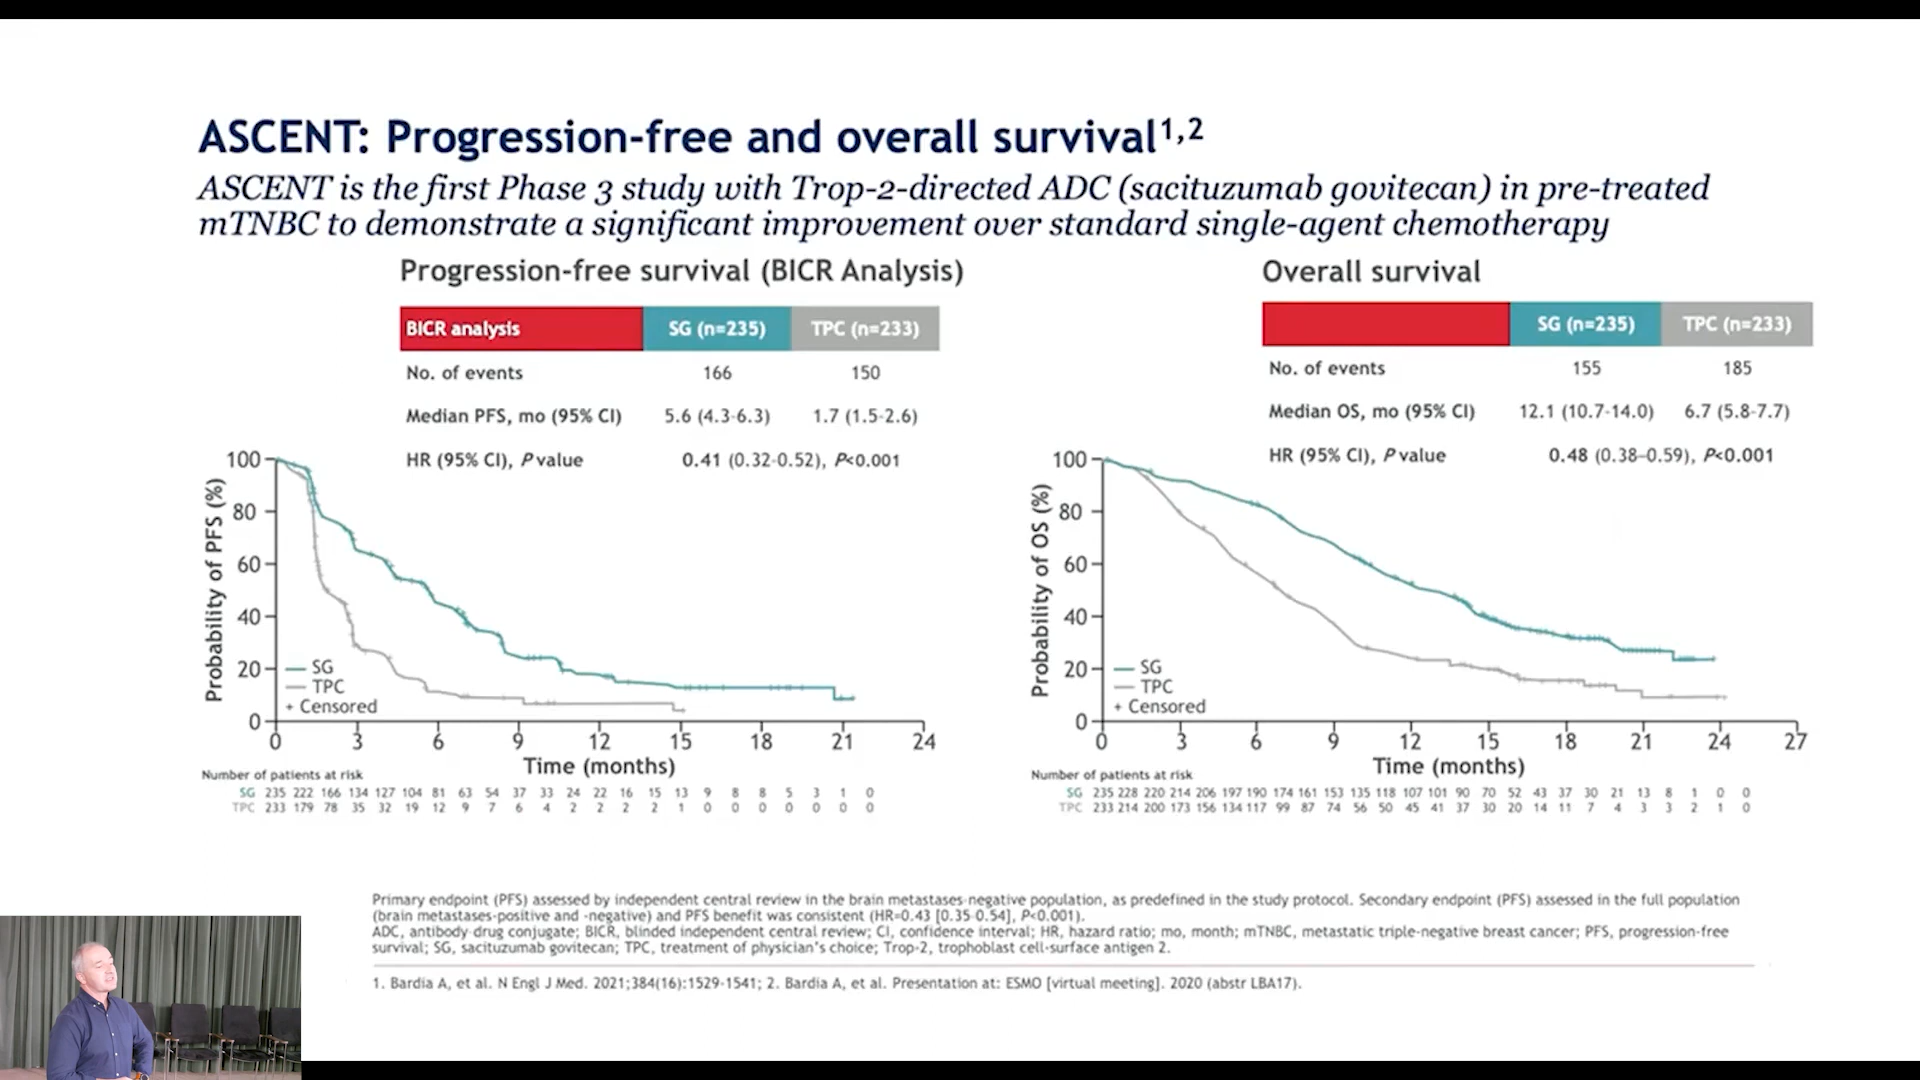 ASCENT: Progression-free and overall survival¹,²
ASCENT is the first Phase 3 study with Trop-2-directed ADC (sacituzumab govitecan) in pre-treated
mTNBC to demonstrate a significant improvement over standard single-agent chemotherapy
Progression-free survival (BICR Analysis)
BICR analysis SG (n=235) TPC (n=233)
No. of events 166 150
Median PFS, mo (95% CI) 5.6 (4.3-6.3) 1.7 (1.5-2.6)
HR (95% CI), P value 0.41 (0.32-0.52), P<0.001
Probability of PFS (%)
100
80
60
40
20
0
SG
TPC
+ Censored
0 3 6 9 12 15 18 21 24
Time (months)
Number of patients at risk
SG 235 222 166 134 127 104 81 63 54 37 33 24 22 16 15 13 9 8 8 5 3 1 0
TPC 233 179 78 35 32 19 12 9 7 6 4 2 2 2 2 1 0 0 0 0 0 0 0
Overall survival
SG (n=235) TPC (n=233)
No. of events 155 185
Median OS, mo (95% CI) 12.1 (10.7-14.0) 6.7 (5.8-7.7)
HR (95% CI), P value 0.48 (0.38–0.59), P<0.001
Probability of OS (%)
100
80
60
40
20
0
SG
TPC
+ Censored
0 3 6 9 12 15 18 21 24 27
Time (months)
Number of patients at risk
SG 235 228 220 214 206 197 190 174 161 153 135 118 107 101 90 70 52 43 37 30 21 13 8 1 0 0
TPC 233 214 200 173 156 134 117 99 87 74 56 50 45 41 37 30 20 14 11 7 4 3 3 2 1 0
Primary endpoint (PFS) assessed by independent central review in the brain metastases-negative population, as predefined in the study protocol. Secondary endpoint (PFS) assessed in the full population
(brain metastases-positive and -negative) and PFS benefit was consistent (HR=0.43 [0.35-0.54], P<0.001).
ADC, antibody-drug conjugate; BICR, blinded independent central review; CI, confidence interval; HR, hazard ratio; mo, month; mTNBC, metastatic triple-negative breast cancer; PFS, progression-free
survival; SG, sacituzumab govitecan; TPC, treatment of physician's choice; Trop-2, trophoblast cell-surface antigen 2.
1. Bardia A, et al. N Engl J Med. 2021;384(16):1529-1541; 2. Bardia A, et al. Presentation at: ESMO [virtual meeting]. 2020 (abstr LBA17).